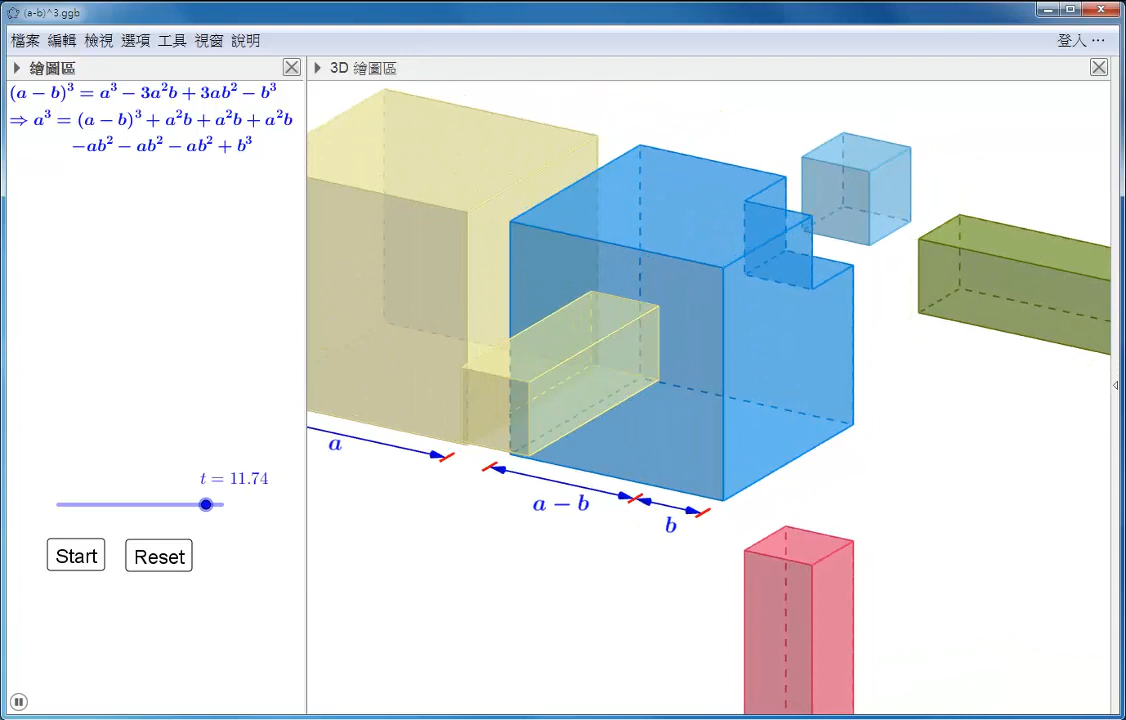 (a-b)^3.ggb
檔案 編輯 檢視 選項 工具 視窗 說明
登入 ···
繪圖區
3D 繪圖區
(a − b)³ = a³ − 3a²b + 3ab² − b³
⇒ a³ = (a − b)³ + a²b + a²b + a²b
−ab² − ab² − ab² + b³
a
a − b
b
t = 11.74
Start
Reset